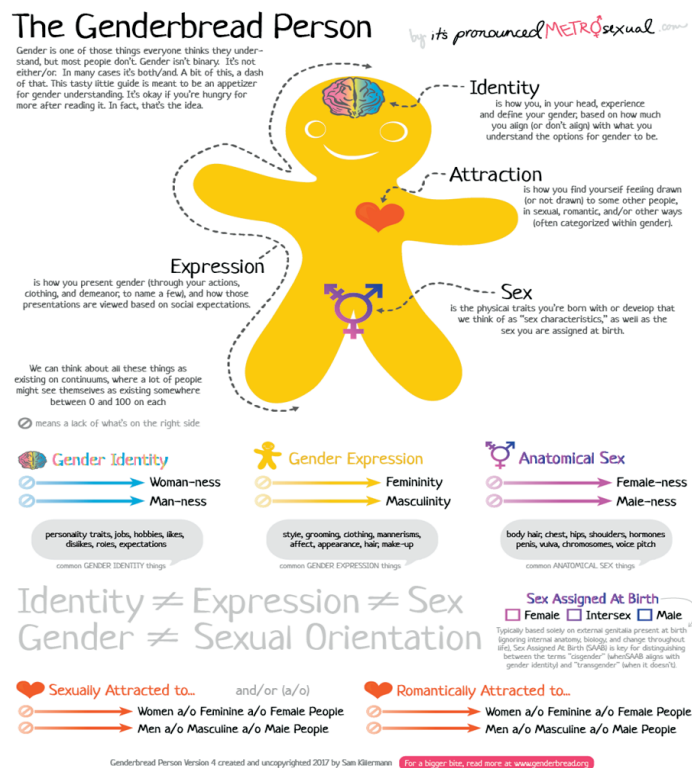 The Genderbread Person
by it's pronounced METROsexual.com
Gender is one of those things everyone thinks they under-
stand, but most people don't. Gender isn't binary. It's not
either/or. In many cases it's both/and. A bit of this, a dash
of that. This tasty little guide is meant to be an appetizer
for gender understanding. It's okay if you're hungry for
more after reading it. In fact, that's the idea.
Identity
is how you, in your head, experience
and define your gender, based on how much
you align (or don't align) with what you
understand the options for gender to be.
Attraction
is how you find yourself feeling drawn
(or not drawn) to some other people,
in sexual, romantic, and/or other ways
(often categorized within gender).
Expression
is how you present gender (through your actions,
clothing, and demeanor, to name a few), and how those
presentations are viewed based on social expectations.
Sex
is the physical traits you're born with or develop that
we think of as "sex characteristics," as well as the
sex you are assigned at birth.
We can think about all these things as
existing on continuums, where a lot of people
might see themselves as existing somewhere
between 0 and 100 on each
means a lack of what's on the right side
Gender Identity
Woman-ness
Man-ness
personality traits, jobs, hobbies, likes,
dislikes, roles, expectations
common GENDER IDENTITY things
Gender Expression
Femininity
Masculinity
style, grooming, clothing, mannerisms,
affect, appearance, hair, make-up
common GENDER EXPRESSION things
Anatomical Sex
Female-ness
Male-ness
body hair, chest, hips, shoulders, hormones
penis, vulva, chromosomes, voice pitch
common ANATOMICAL SEX things
Identity ≠ Expression ≠ Sex
Gender ≠ Sexual Orientation
Sex Assigned At Birth
Female Intersex Male
Typically based solely on external genitalia present at birth
(ignoring internal anatomy, biology, and change throughout
life), Sex Assigned At Birth (SAAB) is key for distinguishing
between the terms "cisgender" (whenSAAB aligns with
gender identity) and "transgender" (when it doesn't).
Sexually Attracted to... and/or (a/o)
Women a/o Feminine a/o Female People
Men a/o Masculine a/o Male People
Romantically Attracted to...
Women a/o Feminine a/o Female People
Men a/o Masculine a/o Male People
Genderbread Person Version 4 created and uncopyrighted 2017 by Sam Killermann
For a bigger bite, read more at www.genderbread.org